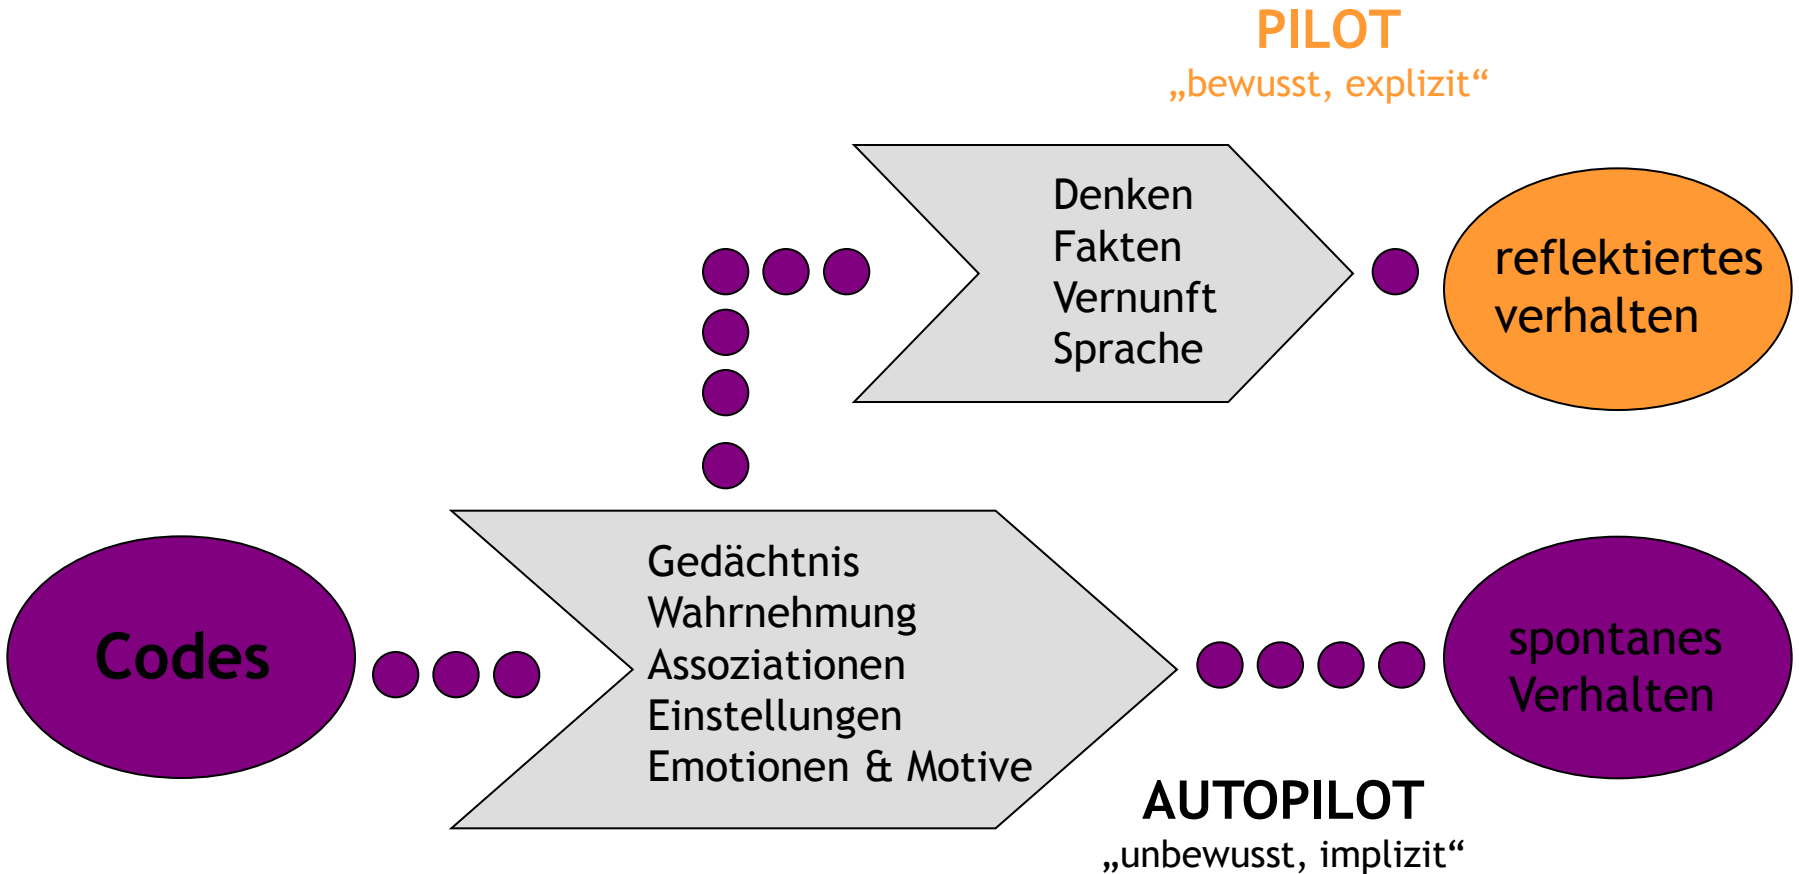 PILOT
„bewusst, explizit“
Denken
Fakten
Vernunft
Sprache
reflektiertes
verhalten
Codes
Gedächtnis
Wahrnehmung
Assoziationen
Einstellungen
Emotionen & Motive
spontanes
Verhalten
AUTOPILOT
„unbewusst, implizit“